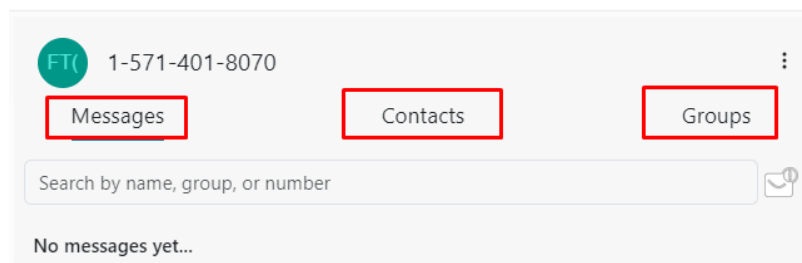 FT( 1-571-401-8070
Messages Contacts Groups
Search by name, group, or number
No messages yet...